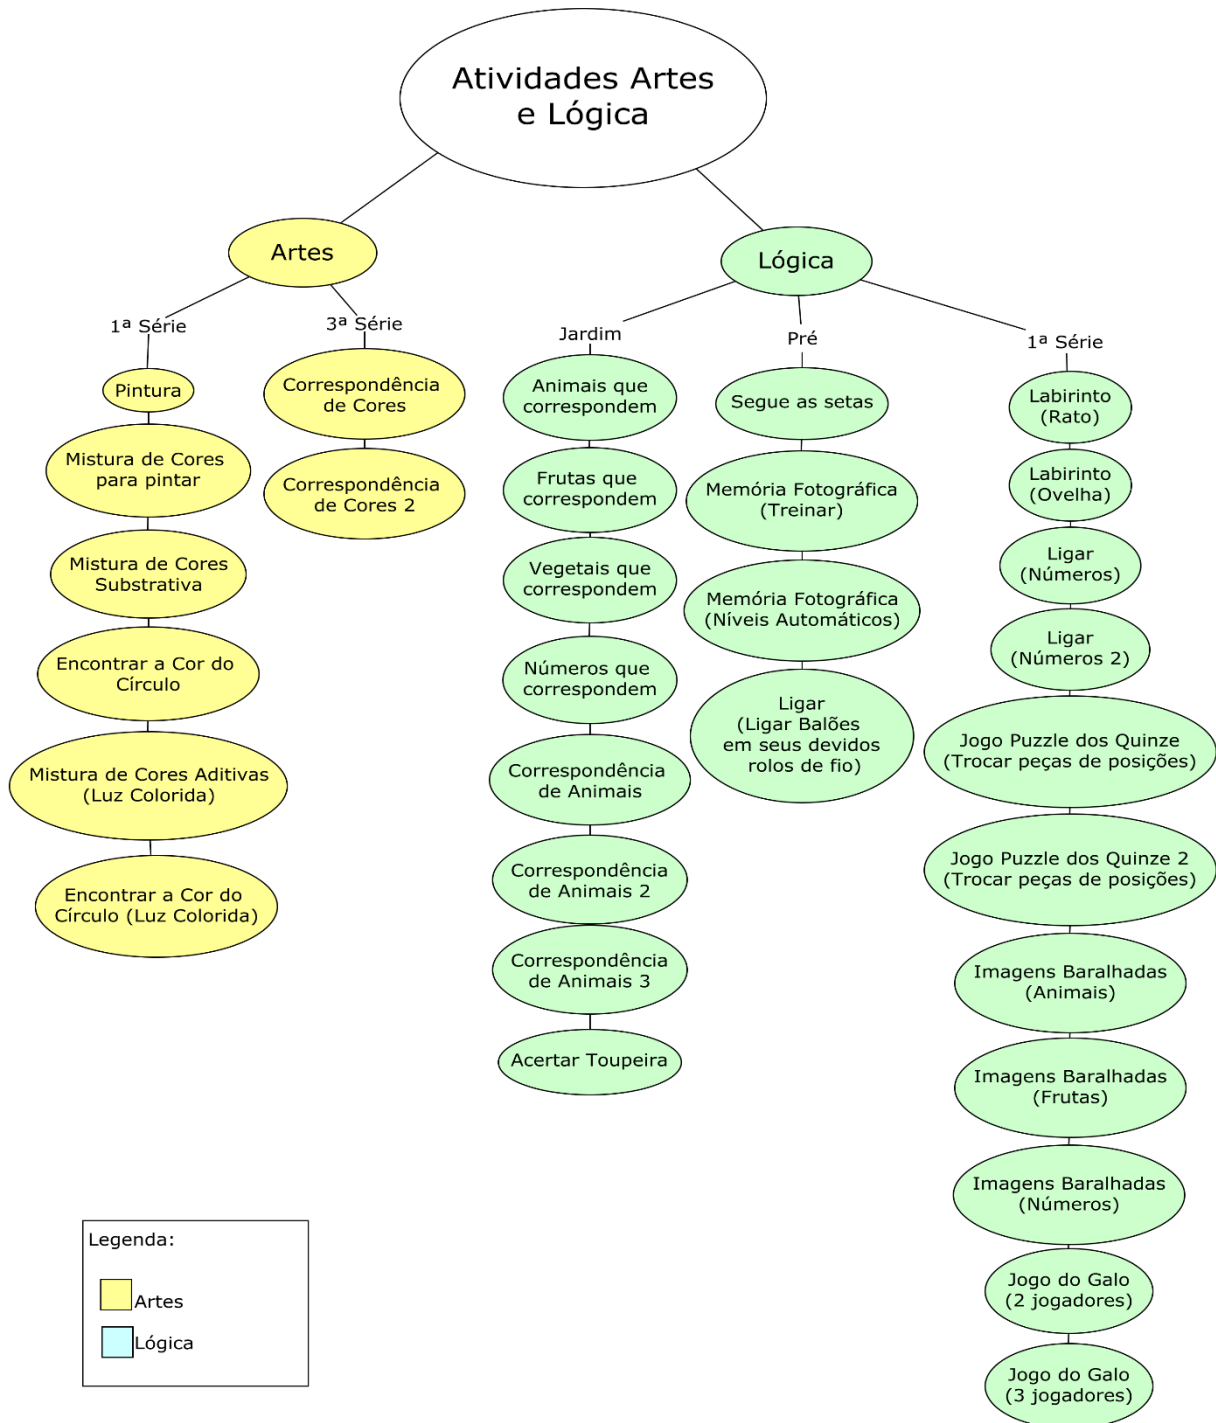 Atividades Artes
e Lógica
Artes
Lógica
1ª Série
3ª Série
Jardim
Pré
1ª Série
Pintura
Mistura de Cores
para pintar
Mistura de Cores
Substrativa
Encontrar a Cor do
Círculo
Mistura de Cores Aditivas
(Luz Colorida)
Encontrar a Cor do
Círculo (Luz Colorida)
Correspondência
de Cores
Correspondência
de Cores 2
Animais que
correspondem
Frutas que
correspondem
Vegetais que
correspondem
Números que
correspondem
Correspondência
de Animais
Correspondência
de Animais 2
Correspondência
de Animais 3
Acertar Toupeira
Segue as setas
Memória Fotográfica
(Treinar)
Memória Fotográfica
(Níveis Automáticos)
Ligar
(Ligar Balões
em seus devidos
rolos de fio)
Labirinto
(Rato)
Labirinto
(Ovelha)
Ligar
(Números)
Ligar
(Números 2)
Jogo Puzzle dos Quinze
(Trocar peças de posições)
Jogo Puzzle dos Quinze 2
(Trocar peças de posições)
Imagens Baralhadas
(Animais)
Imagens Baralhadas
(Frutas)
Imagens Baralhadas
(Números)
Jogo do Galo
(2 jogadores)
Jogo do Galo
(3 jogadores)
Legenda:
Artes
Lógica